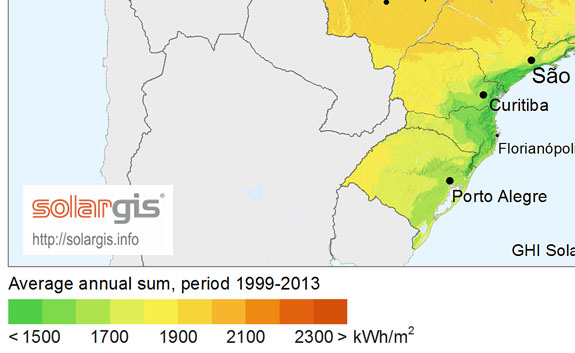 São
Curitiba
Florianópoli
Porto Alegre
solargis
http://solargis.info
GHI Sola
Average annual sum, period 1999-2013
< 1500 1700 1900 2100 2300 > kWh/m²